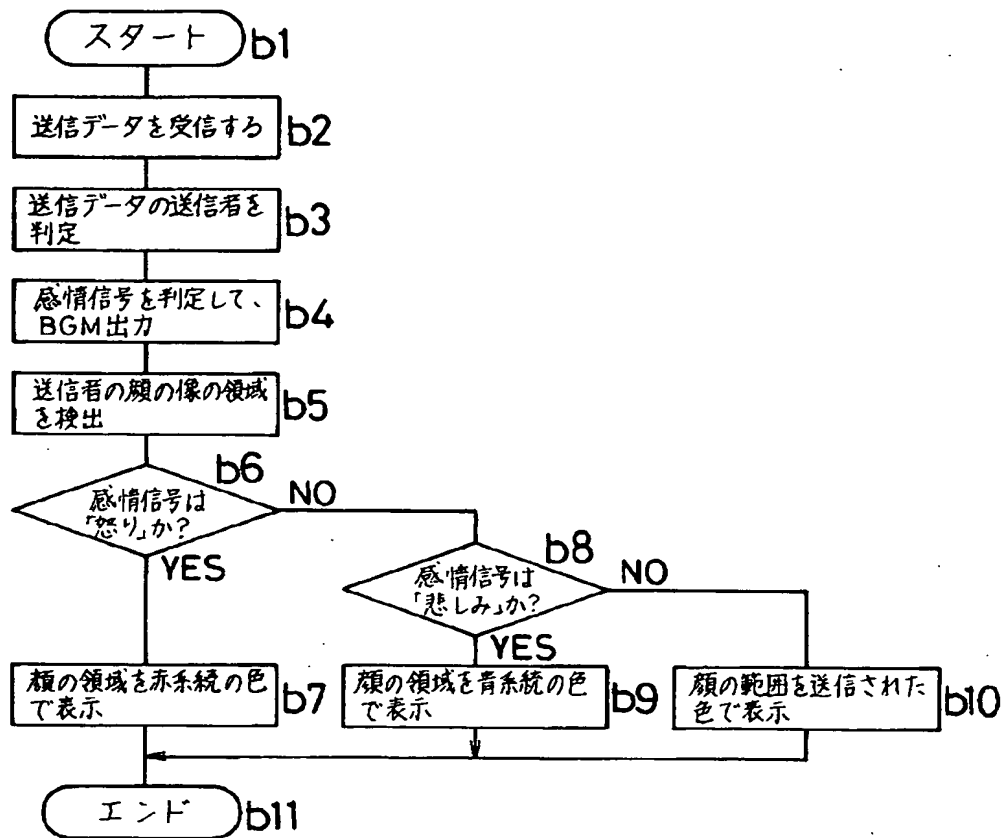 スタート b1
送信データを受信する b2
送信データの送信者を
判定
b3
感情信号を判定して、
BGM出力
b4
送信者の顔の像の領域
を検出
b5
b6
感情信号は
「怒り」か?
NO
YES
b8
感情信号は
「悲しみ」か?
NO
YES
顔の領域を赤系統の色
で表示
b7
顔の領域を青系統の色
で表示
b9
顔の範囲を送信された
色で表示
b10
エンド b11